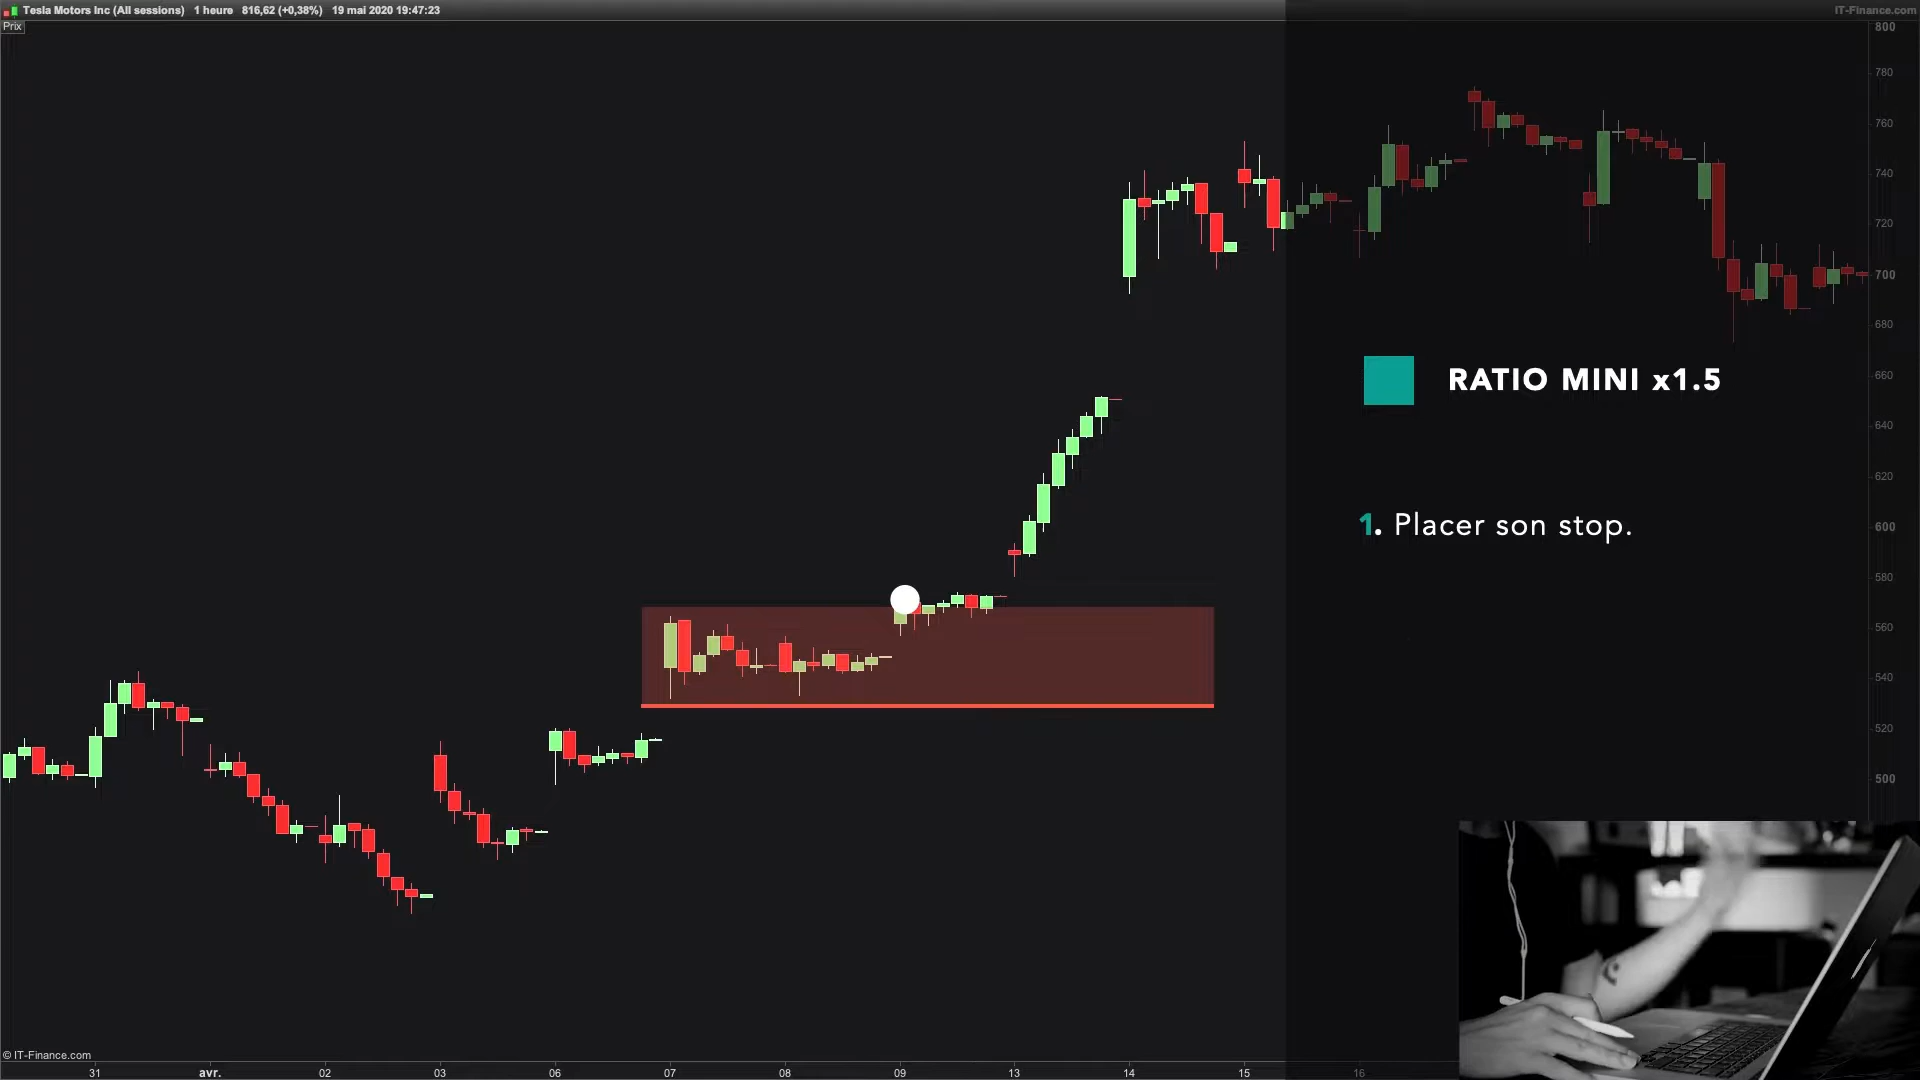 Tesla Motors Inc (All sessions) 1 heure 816,62 (+0,38%) 19 mai 2020 19:47:23
IT-Finance.com
Prix
800
780
760
740
720
700
680
660
640
620
600
580
560
540
520
500
RATIO MINI x1.5
1. Placer son stop.
© IT-Finance.com
31 avr. 02 03 06 07 08 09 13 14 15 16